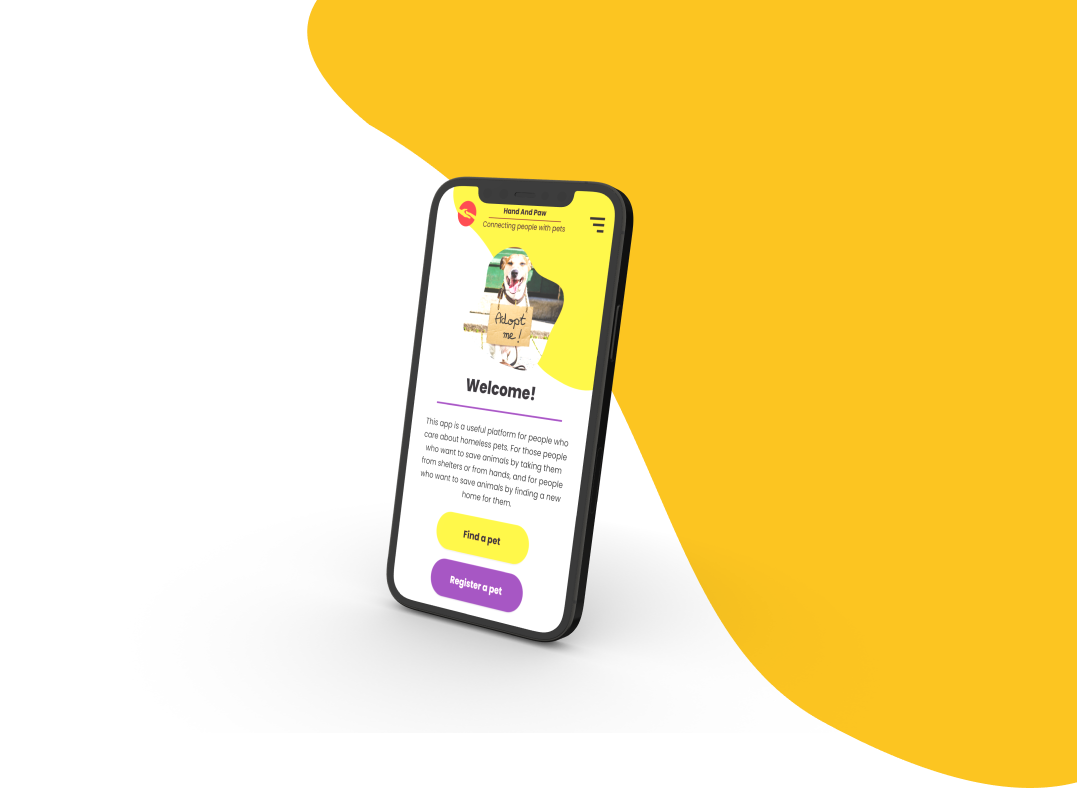 Hand And Paw
Connecting people with pets
Adopt
me!
Welcome!
This app is a useful platform for people who
care about homeless pets. For those people
who want to save animals by taking them
from shelters or from hands, and for people
who want to save animals by finding a new
home for them.
Find a pet
Register a pet